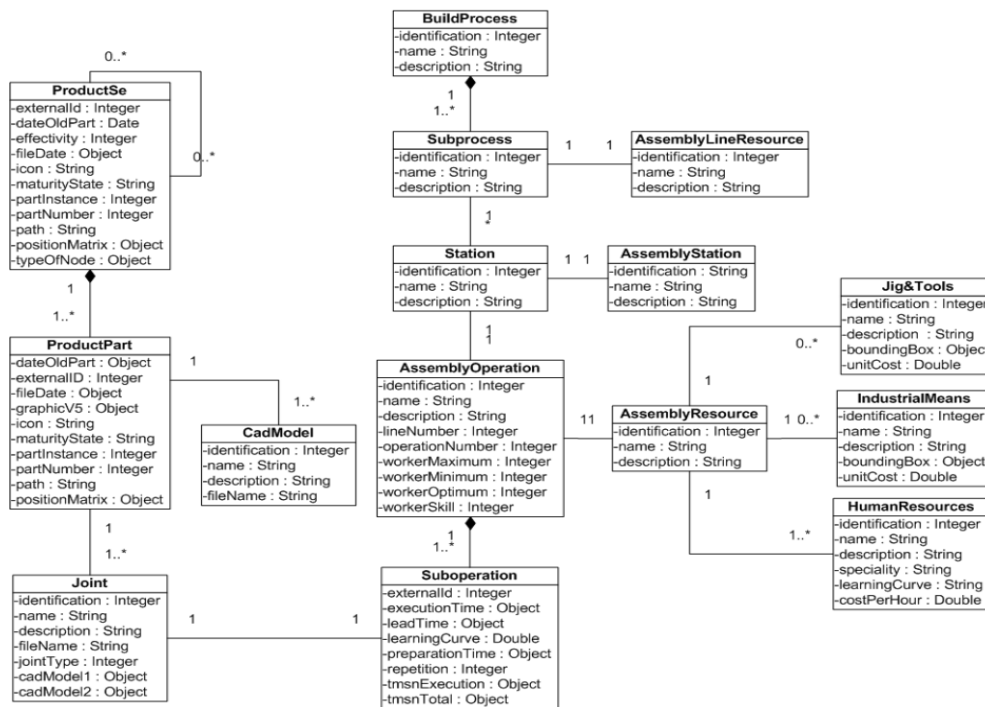 BuildProcess
-identification : Integer
-name : String
-description : String
0..*
0..*
1
1..*
ProductSe
-externalId : Integer
-dateOldPart : Date
-effectivity : Integer
-fileDate : Object
-icon : String
-maturityState : String
-partInstance : Integer
-partNumber : Integer
-path : String
-positionMatrix : Object
-typeOfNode : Object
Subprocess
-identification : Integer
-name : String
-description : String
1
1
AssemblyLineResource
-identification : Integer
-name : String
-description : String
1
*
Station
-identification : Integer
-name : String
-description : String
1
1
AssemblyStation
-identification : String
-name : String
-description : String
1
1..*
1
1
ProductPart
-dateOldPart : Object
-externalID : Integer
-fileDate : Object
-graphicV5 : Object
-icon : String
-maturityState : String
-partInstance : Integer
-partNumber : Integer
-path : String
-positionMatrix : Object
1
1..*
CadModel
-identification : Integer
-name : String
-description : String
-fileName : String
AssemblyOperation
-identification : Integer
-name : String
-description : String
-lineNumber : Integer
-operationNumber : Integer
-workerMaximum : Integer
-workerMinimum : Integer
-workerOptimum : Integer
-workerSkill : Integer
11
AssemblyResource
-identification : Integer
-name : String
-description : String
1
0..*
Jig&Tools
-identification : Integer
-name : String
-description : String
-boundingBox : Object
-unitCost : Double
1 0..*
IndustrialMeans
-identification : Integer
-name : String
-description : String
-boundingBox : Object
-unitCost : Double
1
1..*
HumanResources
-identification : Integer
-name : String
-description : String
-speciality : String
-learningCurve : String
-costPerHour : Double
1
1..*
1
1..*
Joint
-identification : Integer
-name : String
-description : String
-fileName : String
-jointType : Integer
-cadModel1 : Object
-cadModel2 : Object
1
1
Suboperation
-externalId : Integer
-executionTime : Object
-leadTime : Object
-learningCurve : Double
-preparationTime : Object
-repetition : Integer
-tmsnExecution : Object
-tmsnTotal : Object